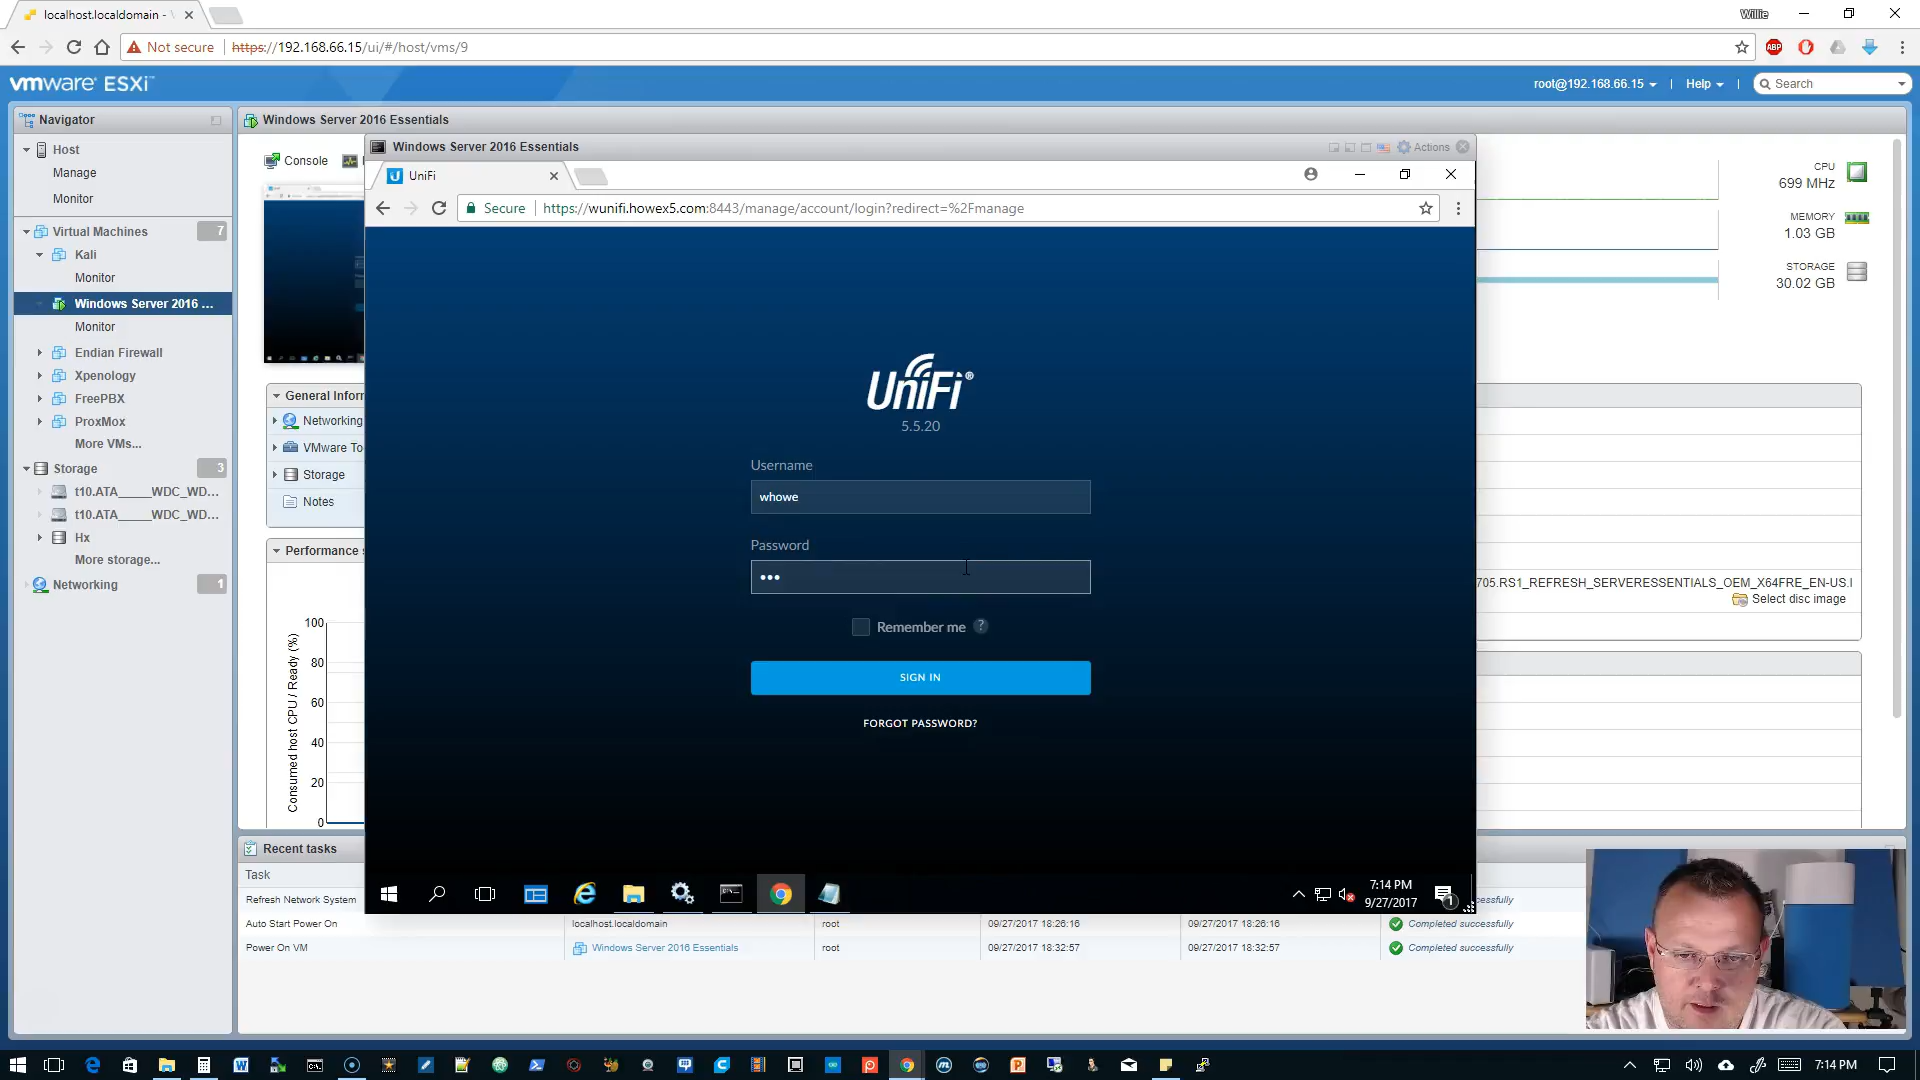 localhost.localdomain -
Willie
Not secure
https://192.168.66.15/ui/#/host/vms/9
ABP
vmware ESXi
root@192.168.66.15
Help
Search
Navigator
Host
Manage
Monitor
Virtual Machines
7
Kali
Monitor
Windows Server 2016 ...
Monitor
Endian Firewall
Xpenology
FreePBX
ProxMox
More VMs...
Storage
3
t10.ATA_____WDC_WD...
t10.ATA_____WDC_WD...
Hx
More storage...
Networking
1
Windows Server 2016 Essentials
Console
Windows Server 2016 Essentials
Actions
UniFi
Secure
https://wunifi.howex5.com:8443/manage/account/login?redirect=%2Fmanage
UniFi®
5.5.20
Username
whowe
Password
•••
Remember me
?
SIGN IN
FORGOT PASSWORD?
7:14 PM
9/27/2017
1
CPU
699 MHz
MEMORY
1.03 GB
STORAGE
30.02 GB
General Infor
Networking
VMware To
Storage
Notes
705.RS1_REFRESH_SERVERESSENTIALS_OEM_X64FRE_EN-US.I
Select disc image
Performance s
Consumed host CPU / Ready (%)
100
80
60
40
20
0
Recent tasks
Task
Refresh Network System
Auto Start Power On
localhost.localdomain
root
09/27/2017 18:26:16
09/27/2017 18:26:16
Completed successfully
Power On VM
Windows Server 2016 Essentials
root
09/27/2017 18:32:57
09/27/2017 18:32:57
Completed successfully
7:14 PM